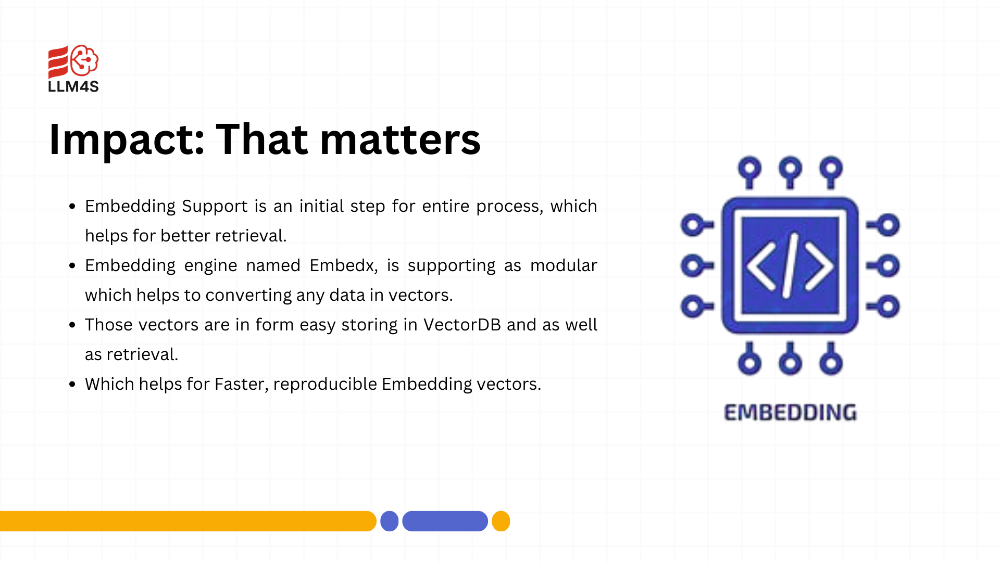 LLM4S
Impact: That matters
• Embedding Support is an initial step for entire process, which
helps for better retrieval.
• Embedding engine named Embedx, is supporting as modular
which helps to converting any data in vectors.
• Those vectors are in form easy storing in VectorDB and as well
as retrieval.
• Which helps for Faster, reproducible Embedding vectors.
</>
EMBEDDING